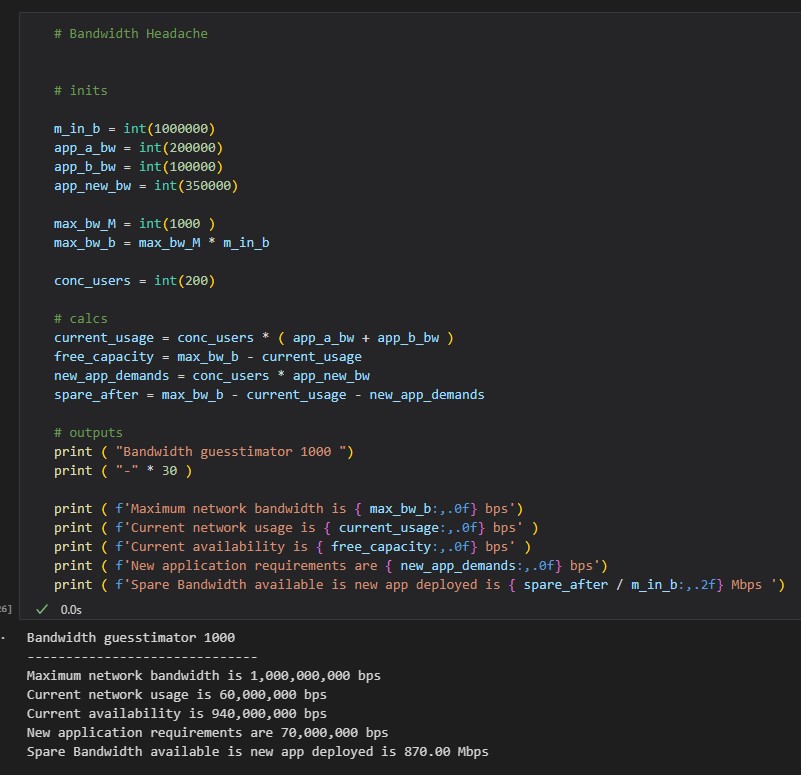 # Bandwidth Headache
# inits
m_in_b = int(1000000)
app_a_bw = int(200000)
app_b_bw = int(100000)
app_new_bw = int(350000)
max_bw_M = int(1000 )
max_bw_b = max_bw_M * m_in_b
conc_users = int(200)
# calcs
current_usage = conc_users * ( app_a_bw + app_b_bw )
free_capacity = max_bw_b - current_usage
new_app_demands = conc_users * app_new_bw
spare_after = max_bw_b - current_usage - new_app_demands
# outputs
print ( "Bandwidth guesstimator 1000 ")
print ( "-" * 30 )
print ( f'Maximum network bandwidth is { max_bw_b:,.0f} bps')
print ( f'Current network usage is { current_usage:,.0f} bps' )
print ( f'Current availability is { free_capacity:,.0f} bps' )
print ( f'New application requirements are { new_app_demands:,.0f} bps')
print ( f'Spare Bandwidth available is new app deployed is { spare_after / m_in_b:,.2f} Mbps ')
6] ✓ 0.0s
Bandwidth guesstimator 1000
------------------------------
Maximum network bandwidth is 1,000,000,000 bps
Current network usage is 60,000,000 bps
Current availability is 940,000,000 bps
New application requirements are 70,000,000 bps
Spare Bandwidth available is new app deployed is 870.00 Mbps